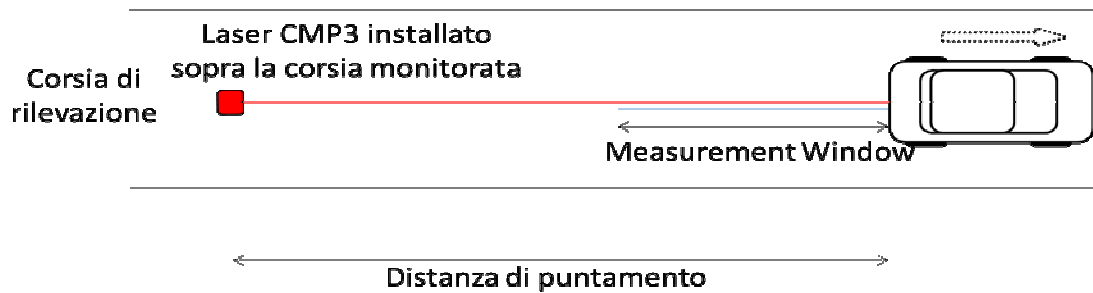 Laser CMP3 installato
sopra la corsia monitorata
Corsia di
rilevazione
Measurement Window
Distanza di puntamento